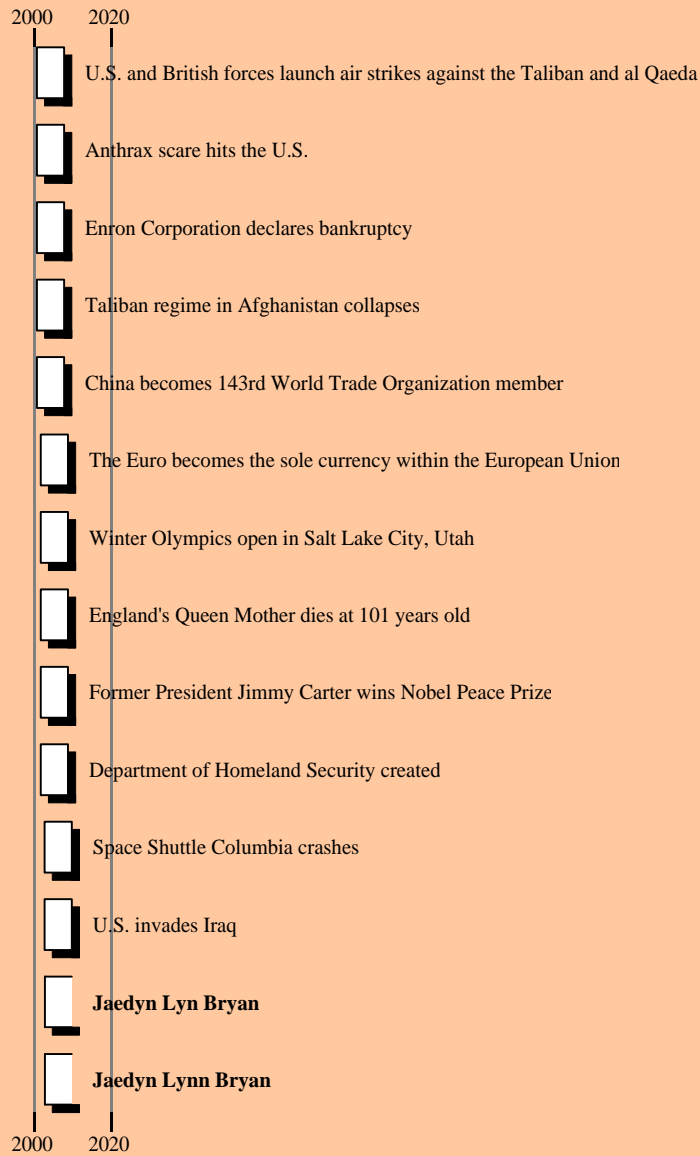 2000 2020
U.S. and British forces launch air strikes against the Taliban and al Qaeda
Anthrax scare hits the U.S.
Enron Corporation declares bankruptcy
Taliban regime in Afghanistan collapses
China becomes 143rd World Trade Organization member
The Euro becomes the sole currency within the European Union
Winter Olympics open in Salt Lake City, Utah
England's Queen Mother dies at 101 years old
Former President Jimmy Carter wins Nobel Peace Prize
Department of Homeland Security created
Space Shuttle Columbia crashes
U.S. invades Iraq
Jaedyn Lyn Bryan
Jaedyn Lynn Bryan
2000 2020